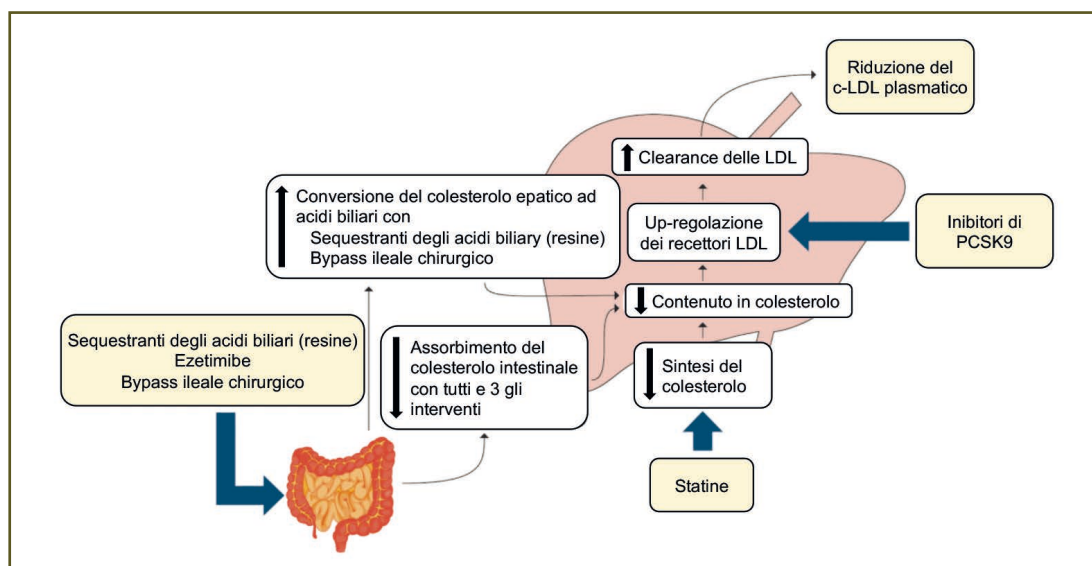 Riduzione del
c-LDL plasmatico
Clearance delle LDL
Conversione del colesterolo epatico ad
acidi biliari con
Sequestranti degli acidi biliary (resine)
Bypass ileale chirurgico
Up-regolazione
dei recettori LDL
Inibitori di
PCSK9
Contenuto in colesterolo
Sequestranti degli acidi biliari (resine)
Ezetimibe
Bypass ileale chirurgico
Assorbimento del
colesterolo intestinale
con tutti e 3 gli
interventi
Sintesi del
colesterolo
Statine